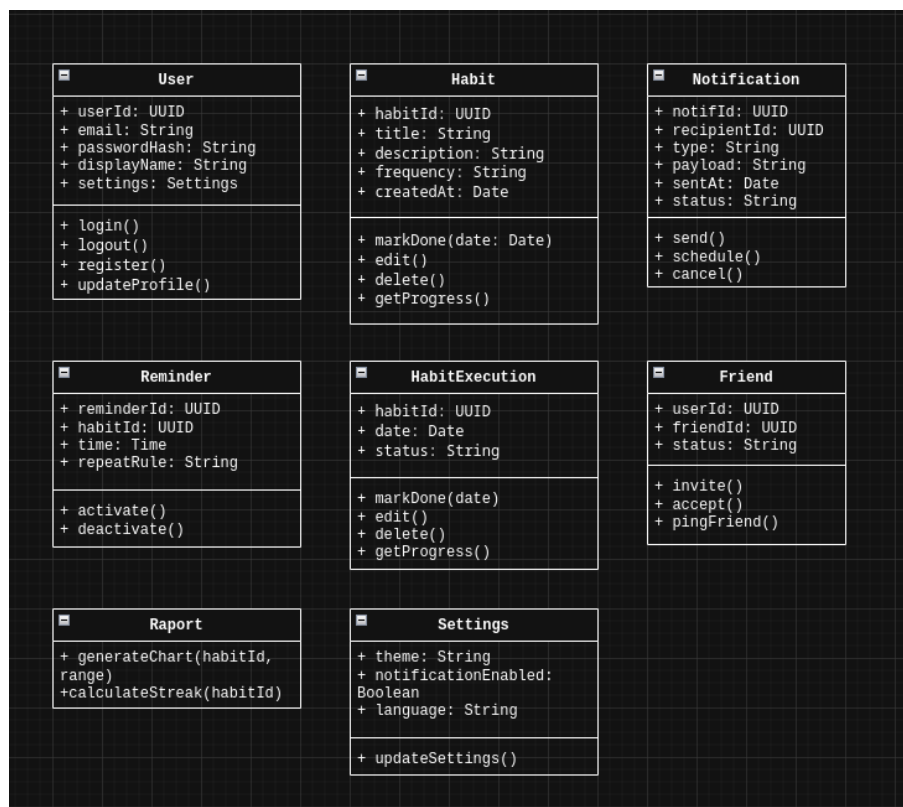 User
+ userId: UUID
+ email: String
+ passwordHash: String
+ displayName: String
+ settings: Settings
+ login()
+ logout()
+ register()
+ updateProfile()
Habit
+ habitId: UUID
+ title: String
+ description: String
+ frequency: String
+ createdAt: Date
+ markDone(date: Date)
+ edit()
+ delete()
+ getProgress()
Notification
+ notifId: UUID
+ recipientId: UUID
+ type: String
+ payload: String
+ sentAt: Date
+ status: String
+ send()
+ schedule()
+ cancel()
Reminder
+ reminderId: UUID
+ habitId: UUID
+ time: Time
+ repeatRule: String
+ activate()
+ deactivate()
HabitExecution
+ habitId: UUID
+ date: Date
+ status: String
+ markDone(date)
+ edit()
+ delete()
+ getProgress()
Friend
+ userId: UUID
+ friendId: UUID
+ status: String
+ invite()
+ accept()
+ pingFriend()
Raport
+ generateChart(habitId,
range)
+calculateStreak(habitId)
Settings
+ theme: String
+ notificationEnabled:
Boolean
+ language: String
+ updateSettings()